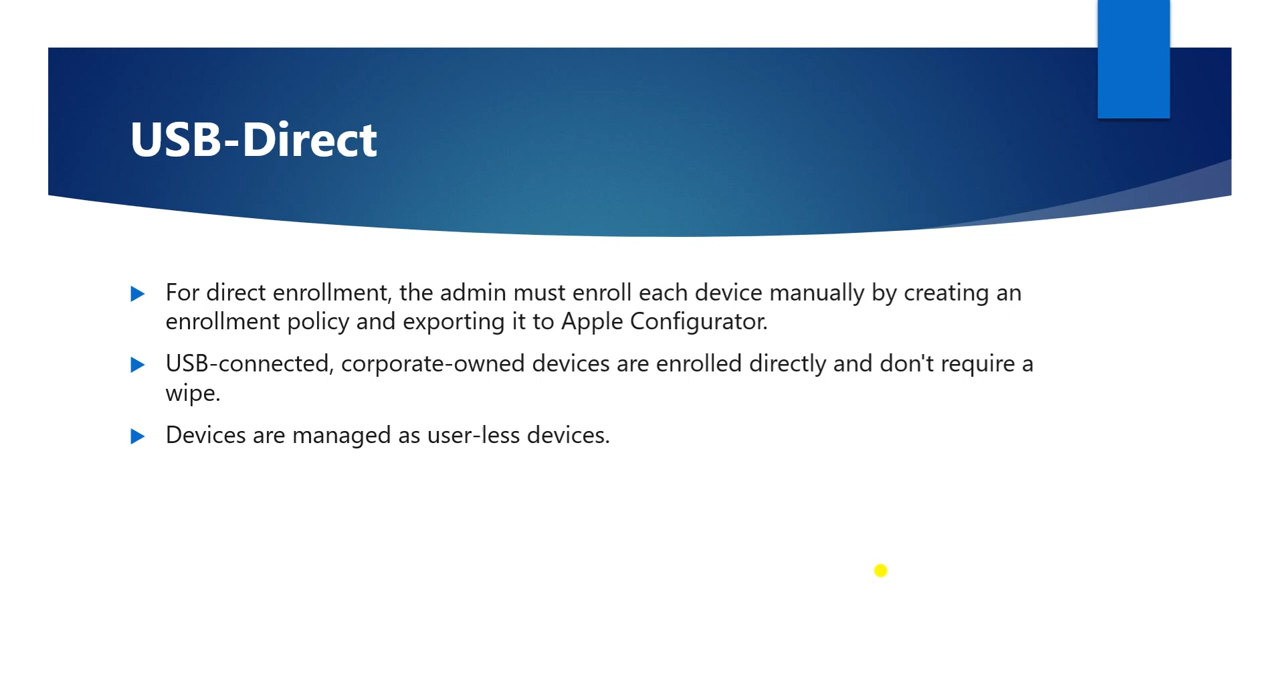 USB-Direct
For direct enrollment, the admin must enroll each device manually by creating an
enrollment policy and exporting it to Apple Configurator.
USB-connected, corporate-owned devices are enrolled directly and don't require a
wipe.
Devices are managed as user-less devices.